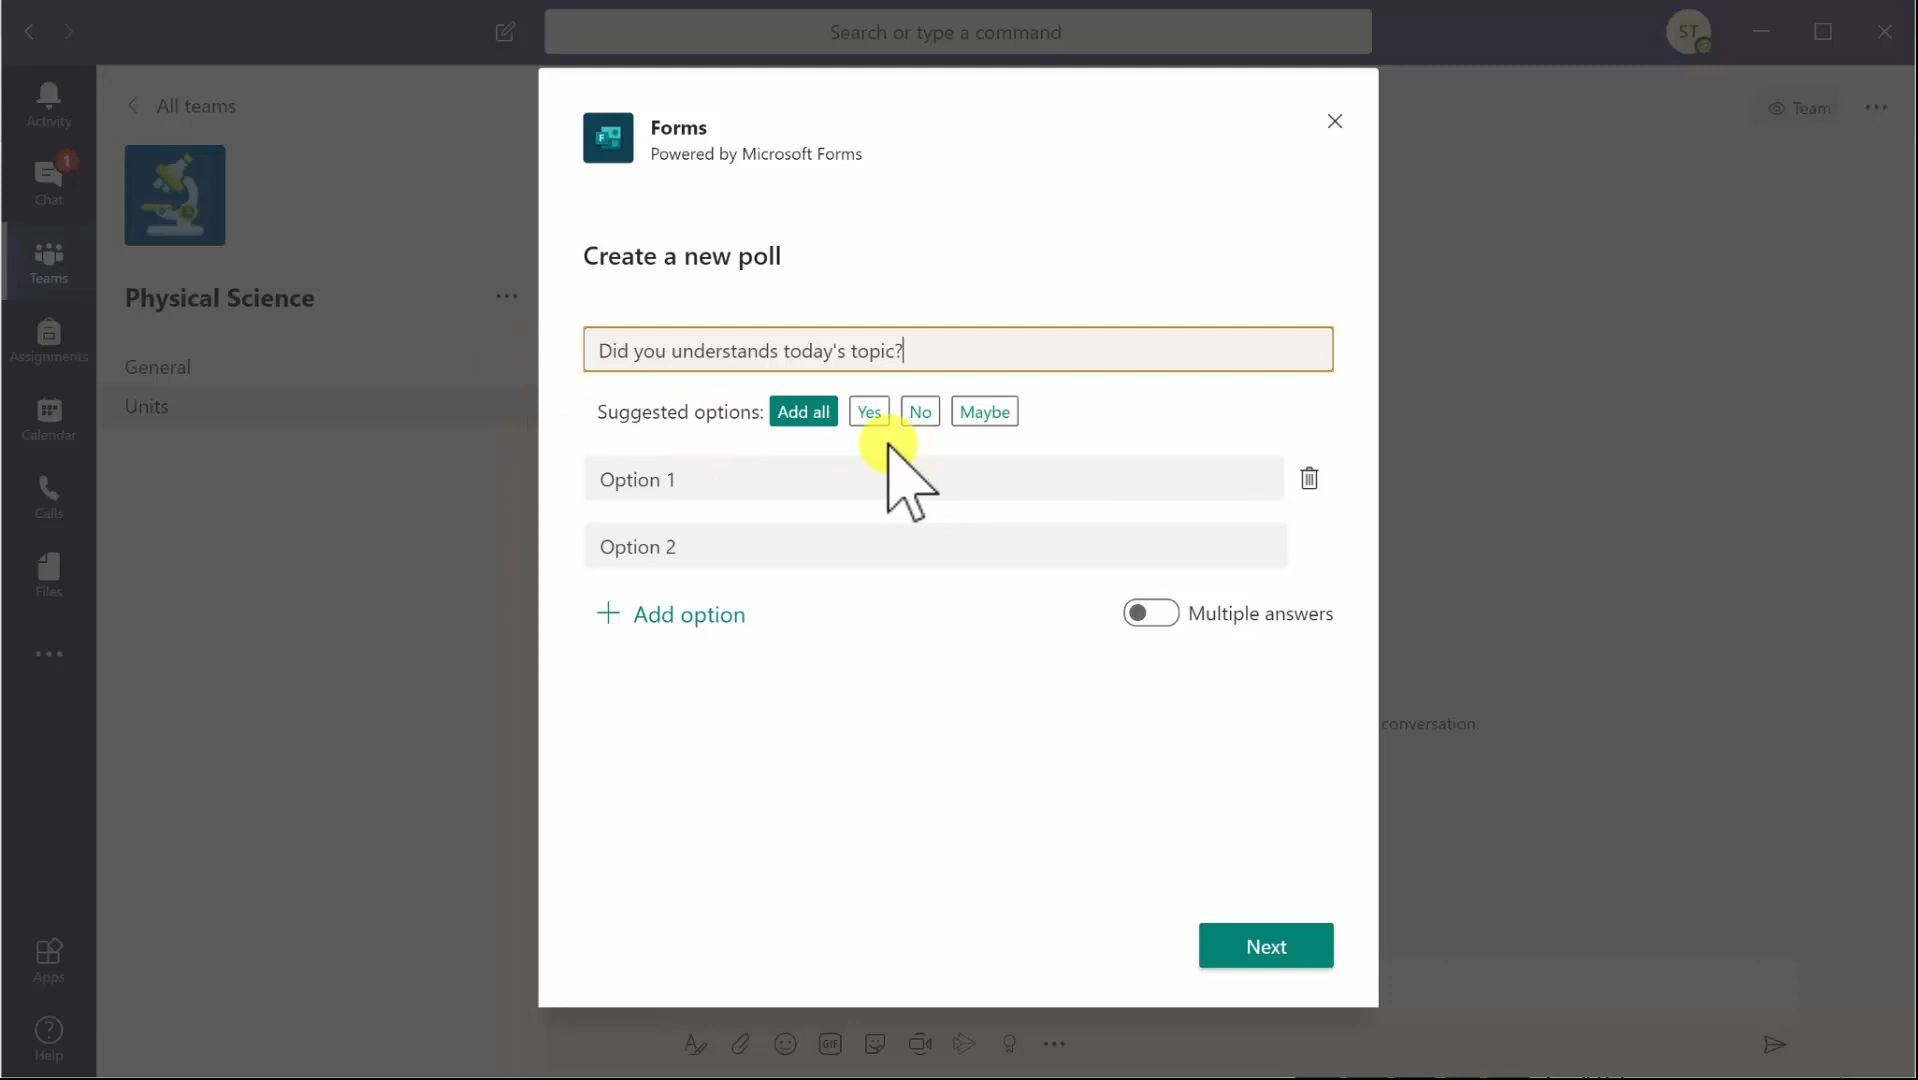 Search or type a command
ST
Activity
1
Chat
Teams
Assignments
Calendar
Calls
Files
Apps
Help
All teams
Physical Science
General
Units
Team
Forms
Powered by Microsoft Forms
Create a new poll
Did you understands today's topic?
Suggested options: Add all Yes No Maybe
Option 1
Option 2
Add option
Multiple answers
conversation.
Next
GIF